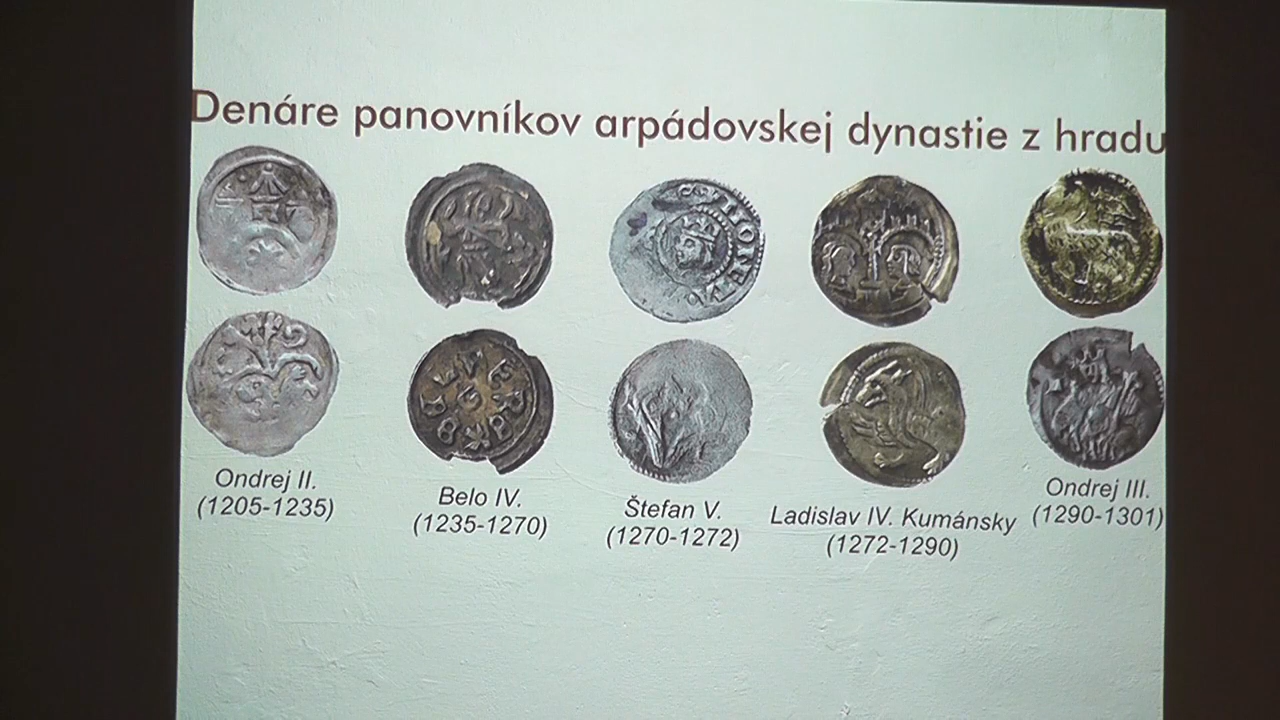 Denáre panovníkov arpádovskej dynastie z hradu
Ondrej II.
(1205-1235)
Belo IV.
(1235-1270)
Štefan V.
(1270-1272)
Ladislav IV. Kumánsky
(1272-1290)
Ondrej III.
(1290-1301)